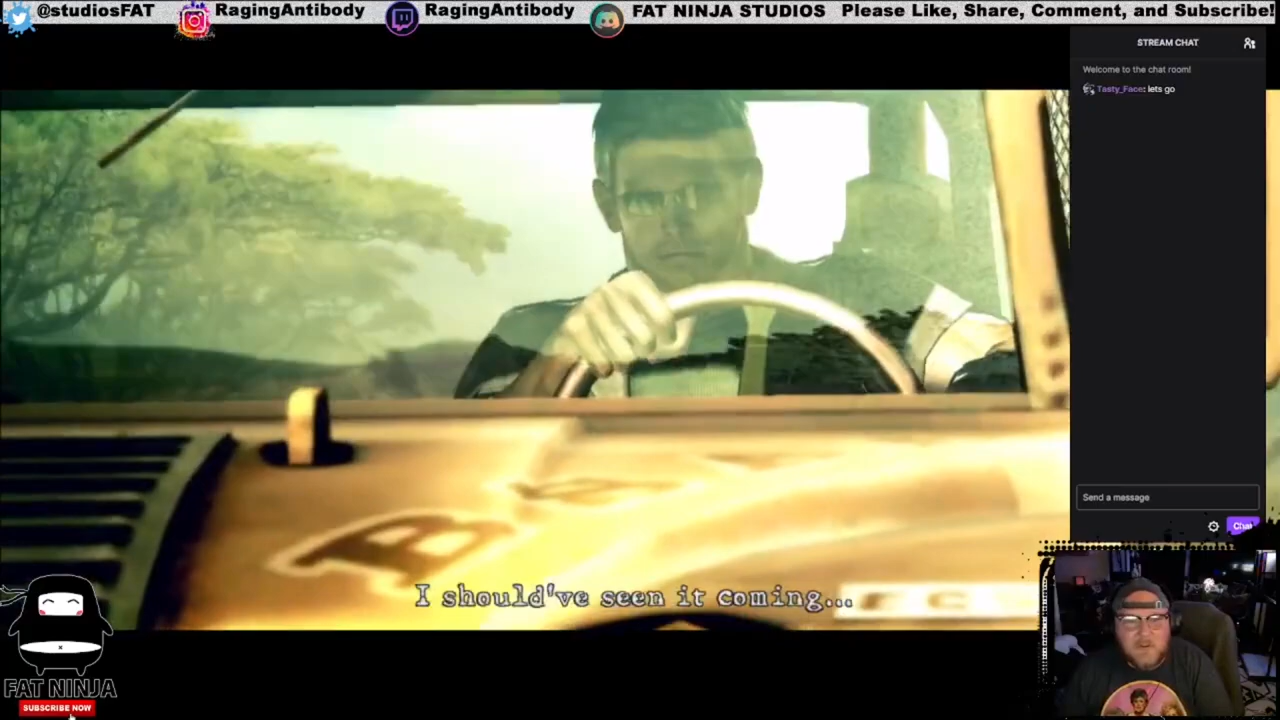 @studiosFAT RagingAntibody RagingAntibody FAT NINJA STUDIOS Please Like, Share, Comment, and Subscribe!
STREAM CHAT
Welcome to the chat room!
Tasty_Face: lets go
Send a message
Chat
I should've seen it coming...
FAT NINJA
SUBSCRIBE NOW